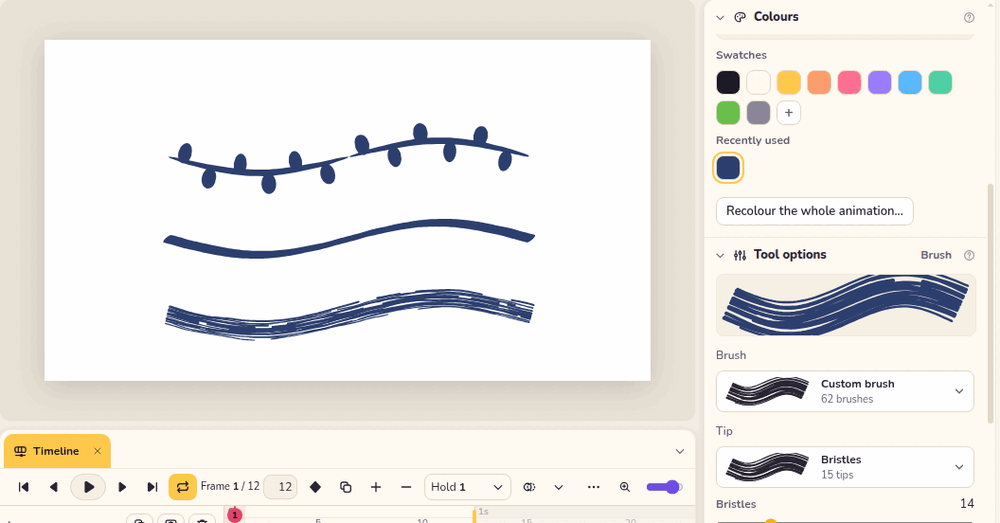 Colours
Swatches
+
Recently used
Recolour the whole animation...
Tool options Brush
Brush
Custom brush
62 brushes
Tip
Bristles
15 tips
Bristles 14
Timeline
Frame 1 / 12 12 Hold 1
1 5 10 1s 15 20